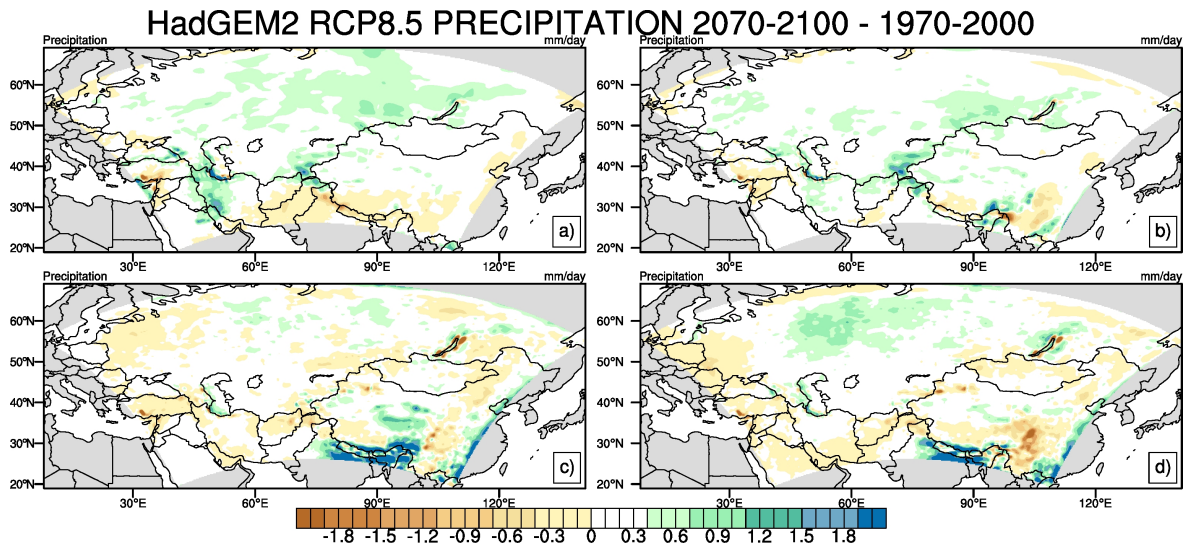 HadGEM2 RCP8.5 PRECIPITATION 2070-2100 - 1970-2000
Precipitation mm/day Precipitation mm/day
60°N 60°N
50°N 50°N
40°N 40°N
30°N 30°N
20°N a) 20°N b)
30°E 60°E 90°E 120°E 30°E 60°E 90°E 120°E
Precipitation mm/day Precipitation mm/day
60°N 60°N
50°N 50°N
40°N 40°N
30°N 30°N
20°N c) 20°N d)
30°E 60°E 90°E 120°E 30°E 60°E 90°E 120°E
-1.8 -1.5 -1.2 -0.9 -0.6 -0.3 0 0.3 0.6 0.9 1.2 1.5 1.8